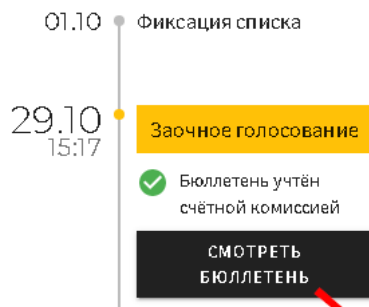 01.10 Фиксация списка
29.10 Заочное голосование
15:17
Бюллетень учтён
счётной комиссией
СМОТРЕТЬ
БЮЛЛЕТЕНЬ